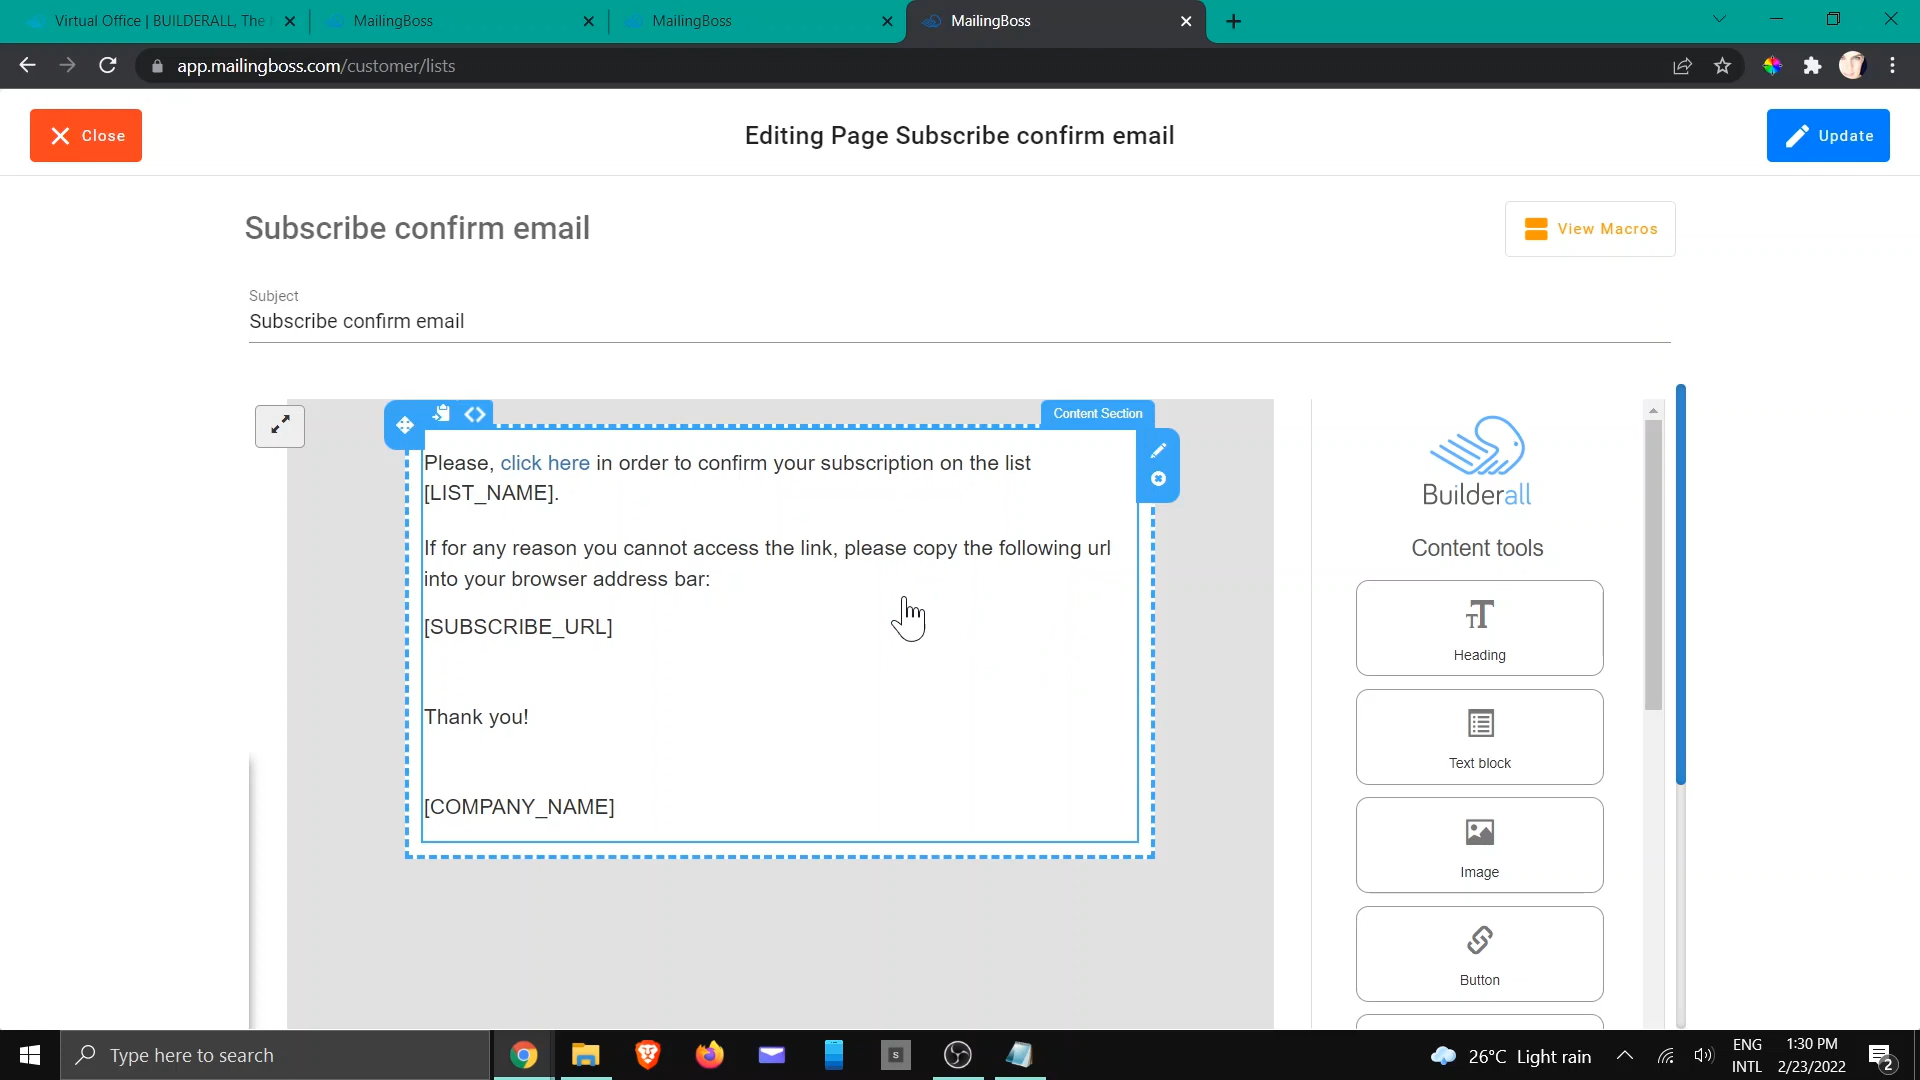 Virtual Office | BUILDERALL, The
MailingBoss
MailingBoss
MailingBoss
app.mailingboss.com/customer/lists
Close
Editing Page Subscribe confirm email
Update
Subscribe confirm email
View Macros
Subject
Subscribe confirm email
Content Section
Please, click here in order to confirm your subscription on the list
[LIST_NAME].
If for any reason you cannot access the link, please copy the following url
into your browser address bar:
[SUBSCRIBE_URL]
Thank you!
[COMPANY_NAME]
Builderall
Content tools
Heading
Text block
Image
Button
Type here to search
S
26°C Light rain
ENG
INTL
1:30 PM
2/23/2022
2